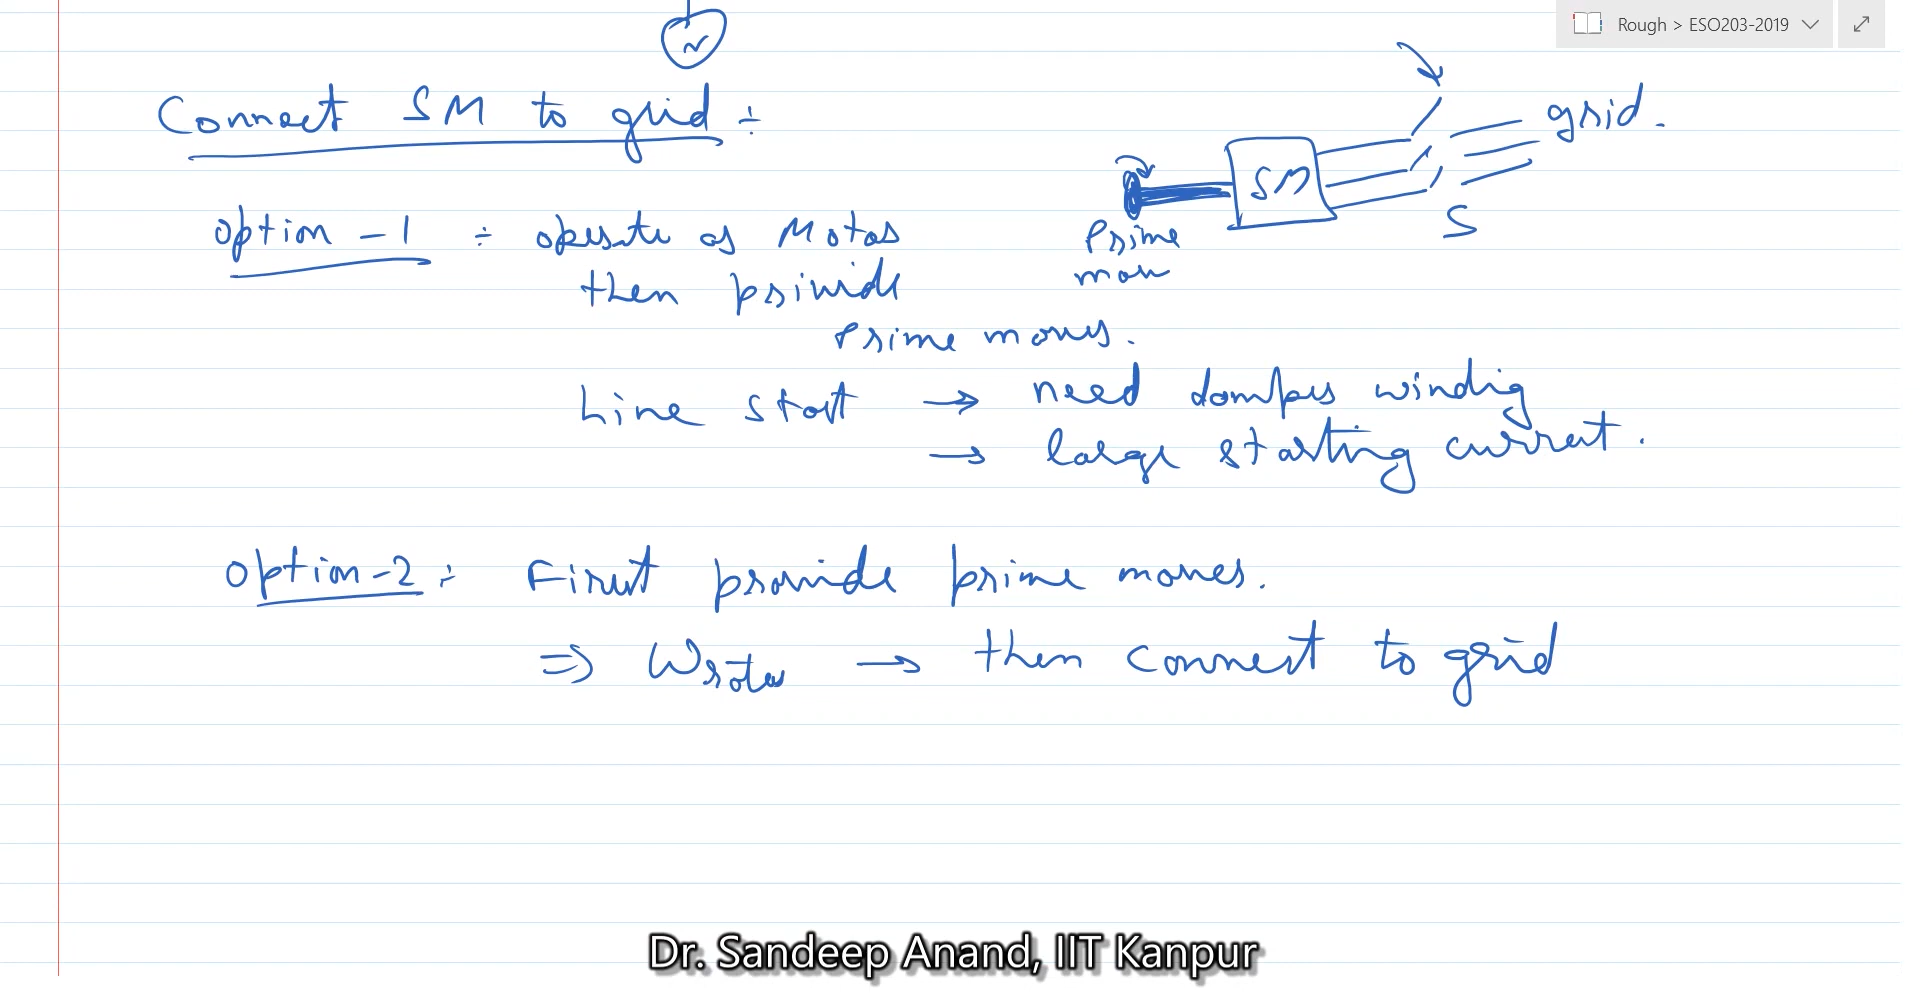 Rough > ESO203-2019
N
Connect SM to grid :-
grid.
SM
S
Prime
mover
option - 1 :- operate as Motor
then provide
Prime mover.
Line start → need damper winding
→ large starting current.
option - 2 :- First provide prime mover.
⇒ Wrotor → then connect to grid
Dr. Sandeep Anand, IIT Kanpur